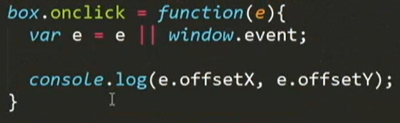 box.onclick = function(e){
var e = e || window.event;
console.log(e.offsetX, e.offsetY);
}